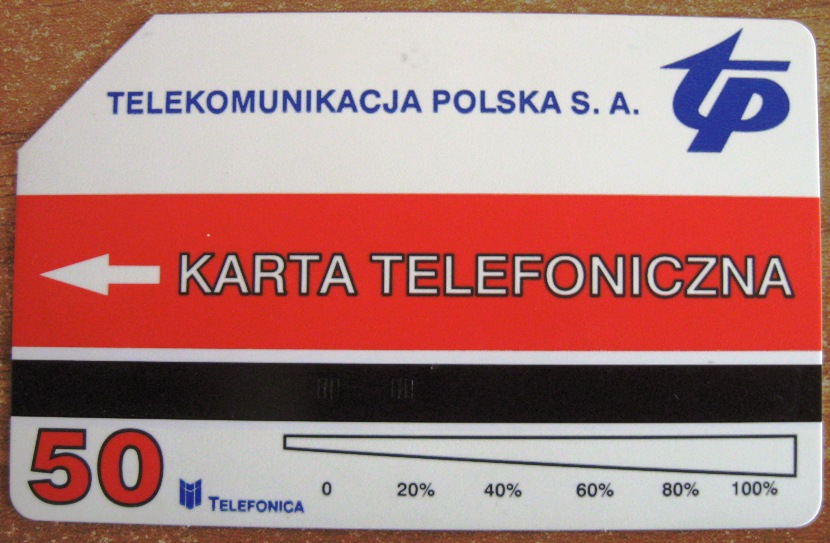 TELEKOMUNIKACJA POLSKA S. A.
tp
KARTA TELEFONICZNA
50
TELEFONICA
0 20% 40% 60% 80% 100%